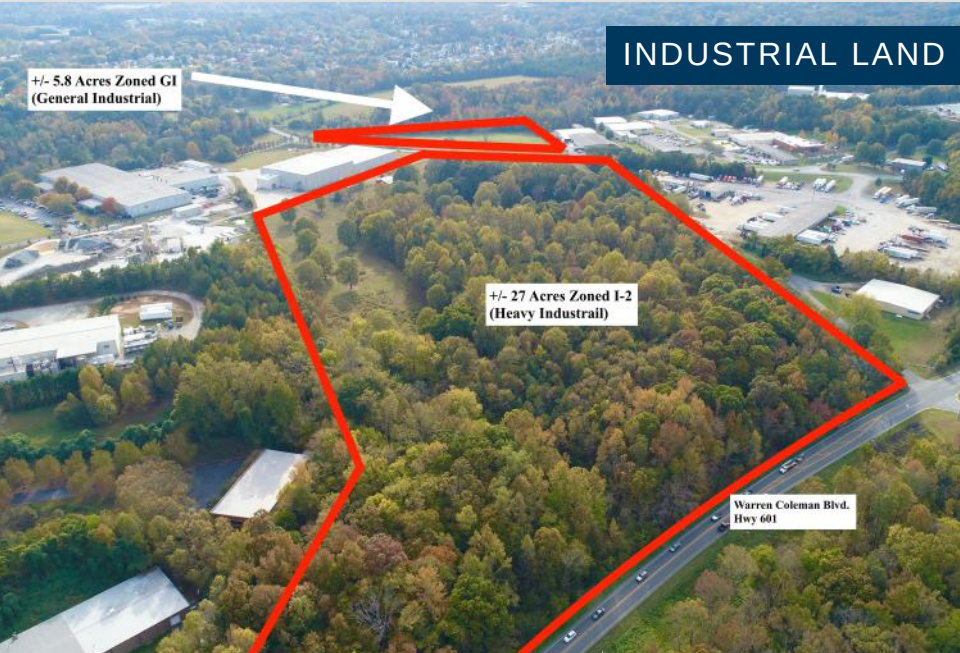 INDUSTRIAL LAND
+/- 5.8 Acres Zoned GI
(General Industrial)
+/- 27 Acres Zoned I-2
(Heavy Industrail)
Warren Coleman Blvd.
Hwy 601